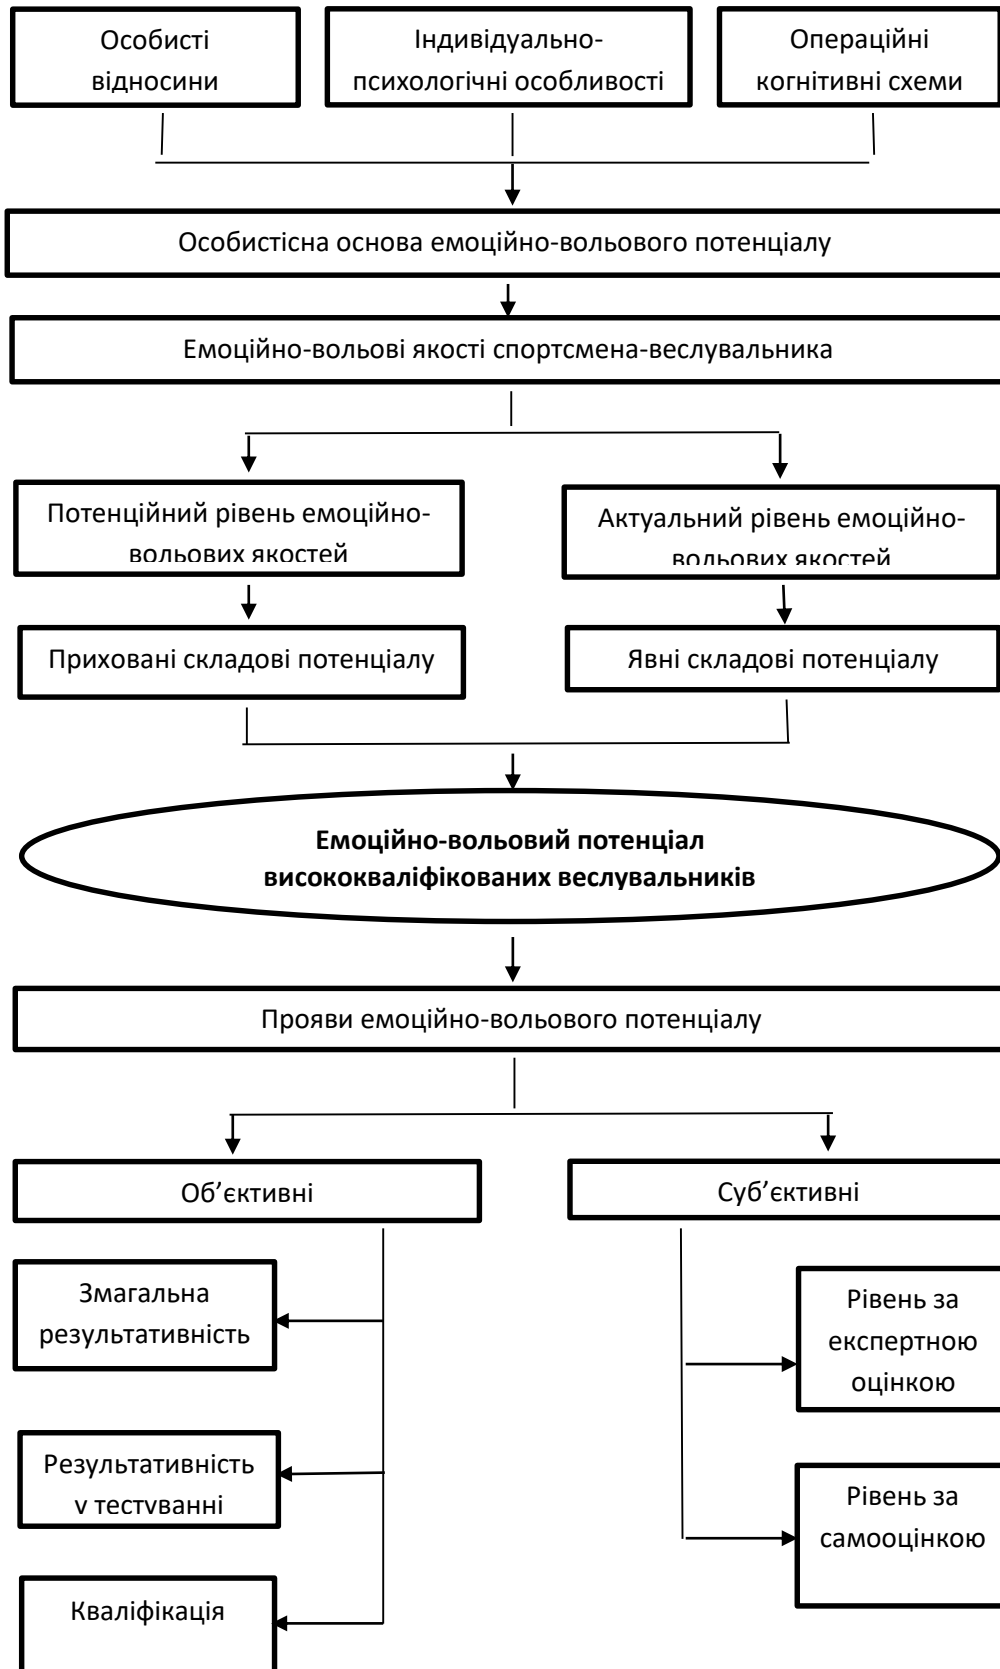 Особисті
відносини
Індивідуально-
психологічні особливості
Операційні
когнітивні схеми
Особистісна основа емоційно-вольового потенціалу
Емоційно-вольові якості спортсмена-веслувальника
Потенційний рівень емоційно-
вольових якостей
Актуальний рівень емоційно-
вольових якостей
Приховані складові потенціалу
Явні складові потенціалу
Емоційно-вольовий потенціал
висококваліфікованих веслувальників
Прояви емоційно-вольового потенціалу
Об’єктивні
Суб’єктивні
Змагальна
результативність
Рівень за
експертною
оцінкою
Результативність
у тестуванні
Рівень за
самооцінкою
Кваліфікація